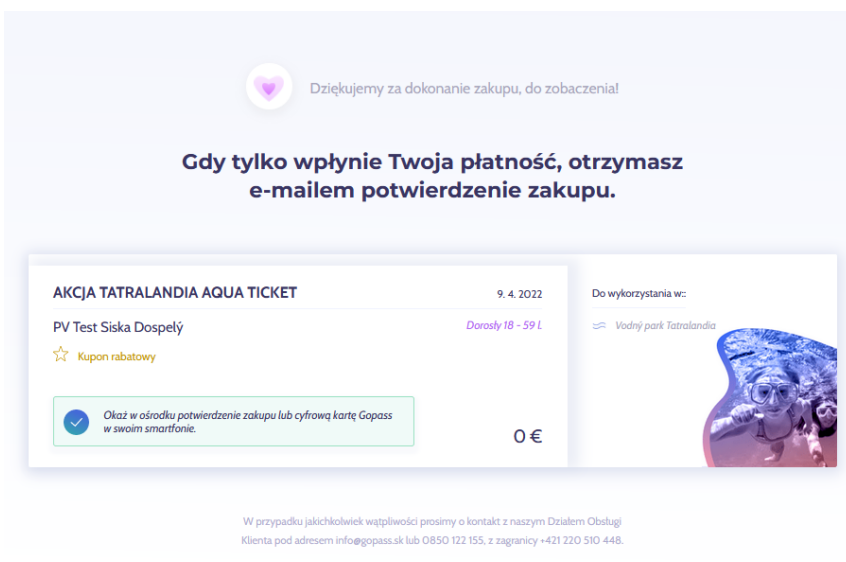 Dziękujemy za dokonanie zakupu, do zobaczenia!
Gdy tylko wpłynie Twoja płatność, otrzymasz
e-mailem potwierdzenie zakupu.
AKCJA TATRALANDIA AQUA TICKET
9. 4. 2022
PV Test Siska Dospelý
Dorosły 18 - 59 l.
Kupon rabatowy
Okaż w ośrodku potwierdzenie zakupu lub cyfrową kartę Gopass
w swoim smartfonie.
0 €
Do wykorzystania w::
Vodný park Tatralandia
W przypadku jakichkolwiek wątpliwości prosimy o kontakt z naszym Działem Obsługi
Klienta pod adresem info@gopass.sk lub 0850 122 155, z zagranicy +421 220 510 448.